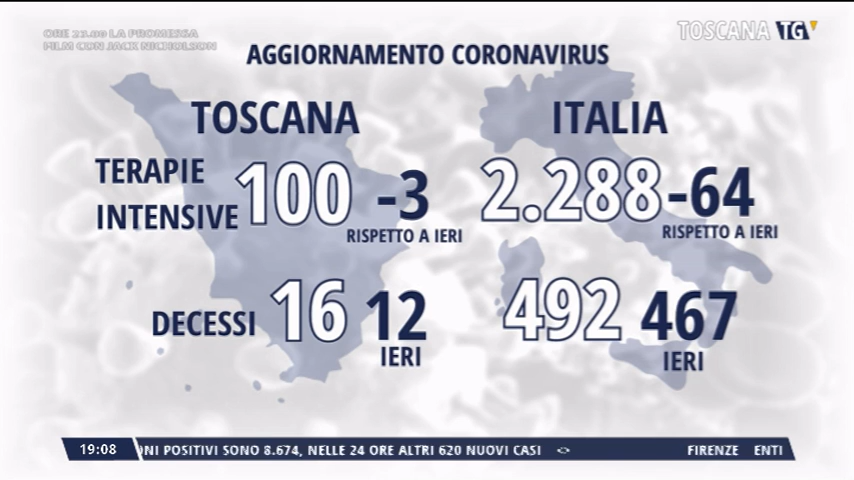 ORE 21.00 LA PROMESSA
FILM CON JACK NICHOLSON
TOSCANA TG
AGGIORNAMENTO CORONAVIRUS
TOSCANA
ITALIA
TERAPIE INTENSIVE
100 -3
RISPETTO A IERI
2.288 -64
RISPETTO A IERI
DECESSI
16 12
IERI
492 467
IERI
19:08 ONI POSITIVI SONO 8.674, NELLE 24 ORE ALTRI 620 NUOVI CASI FIRENZE ENTI